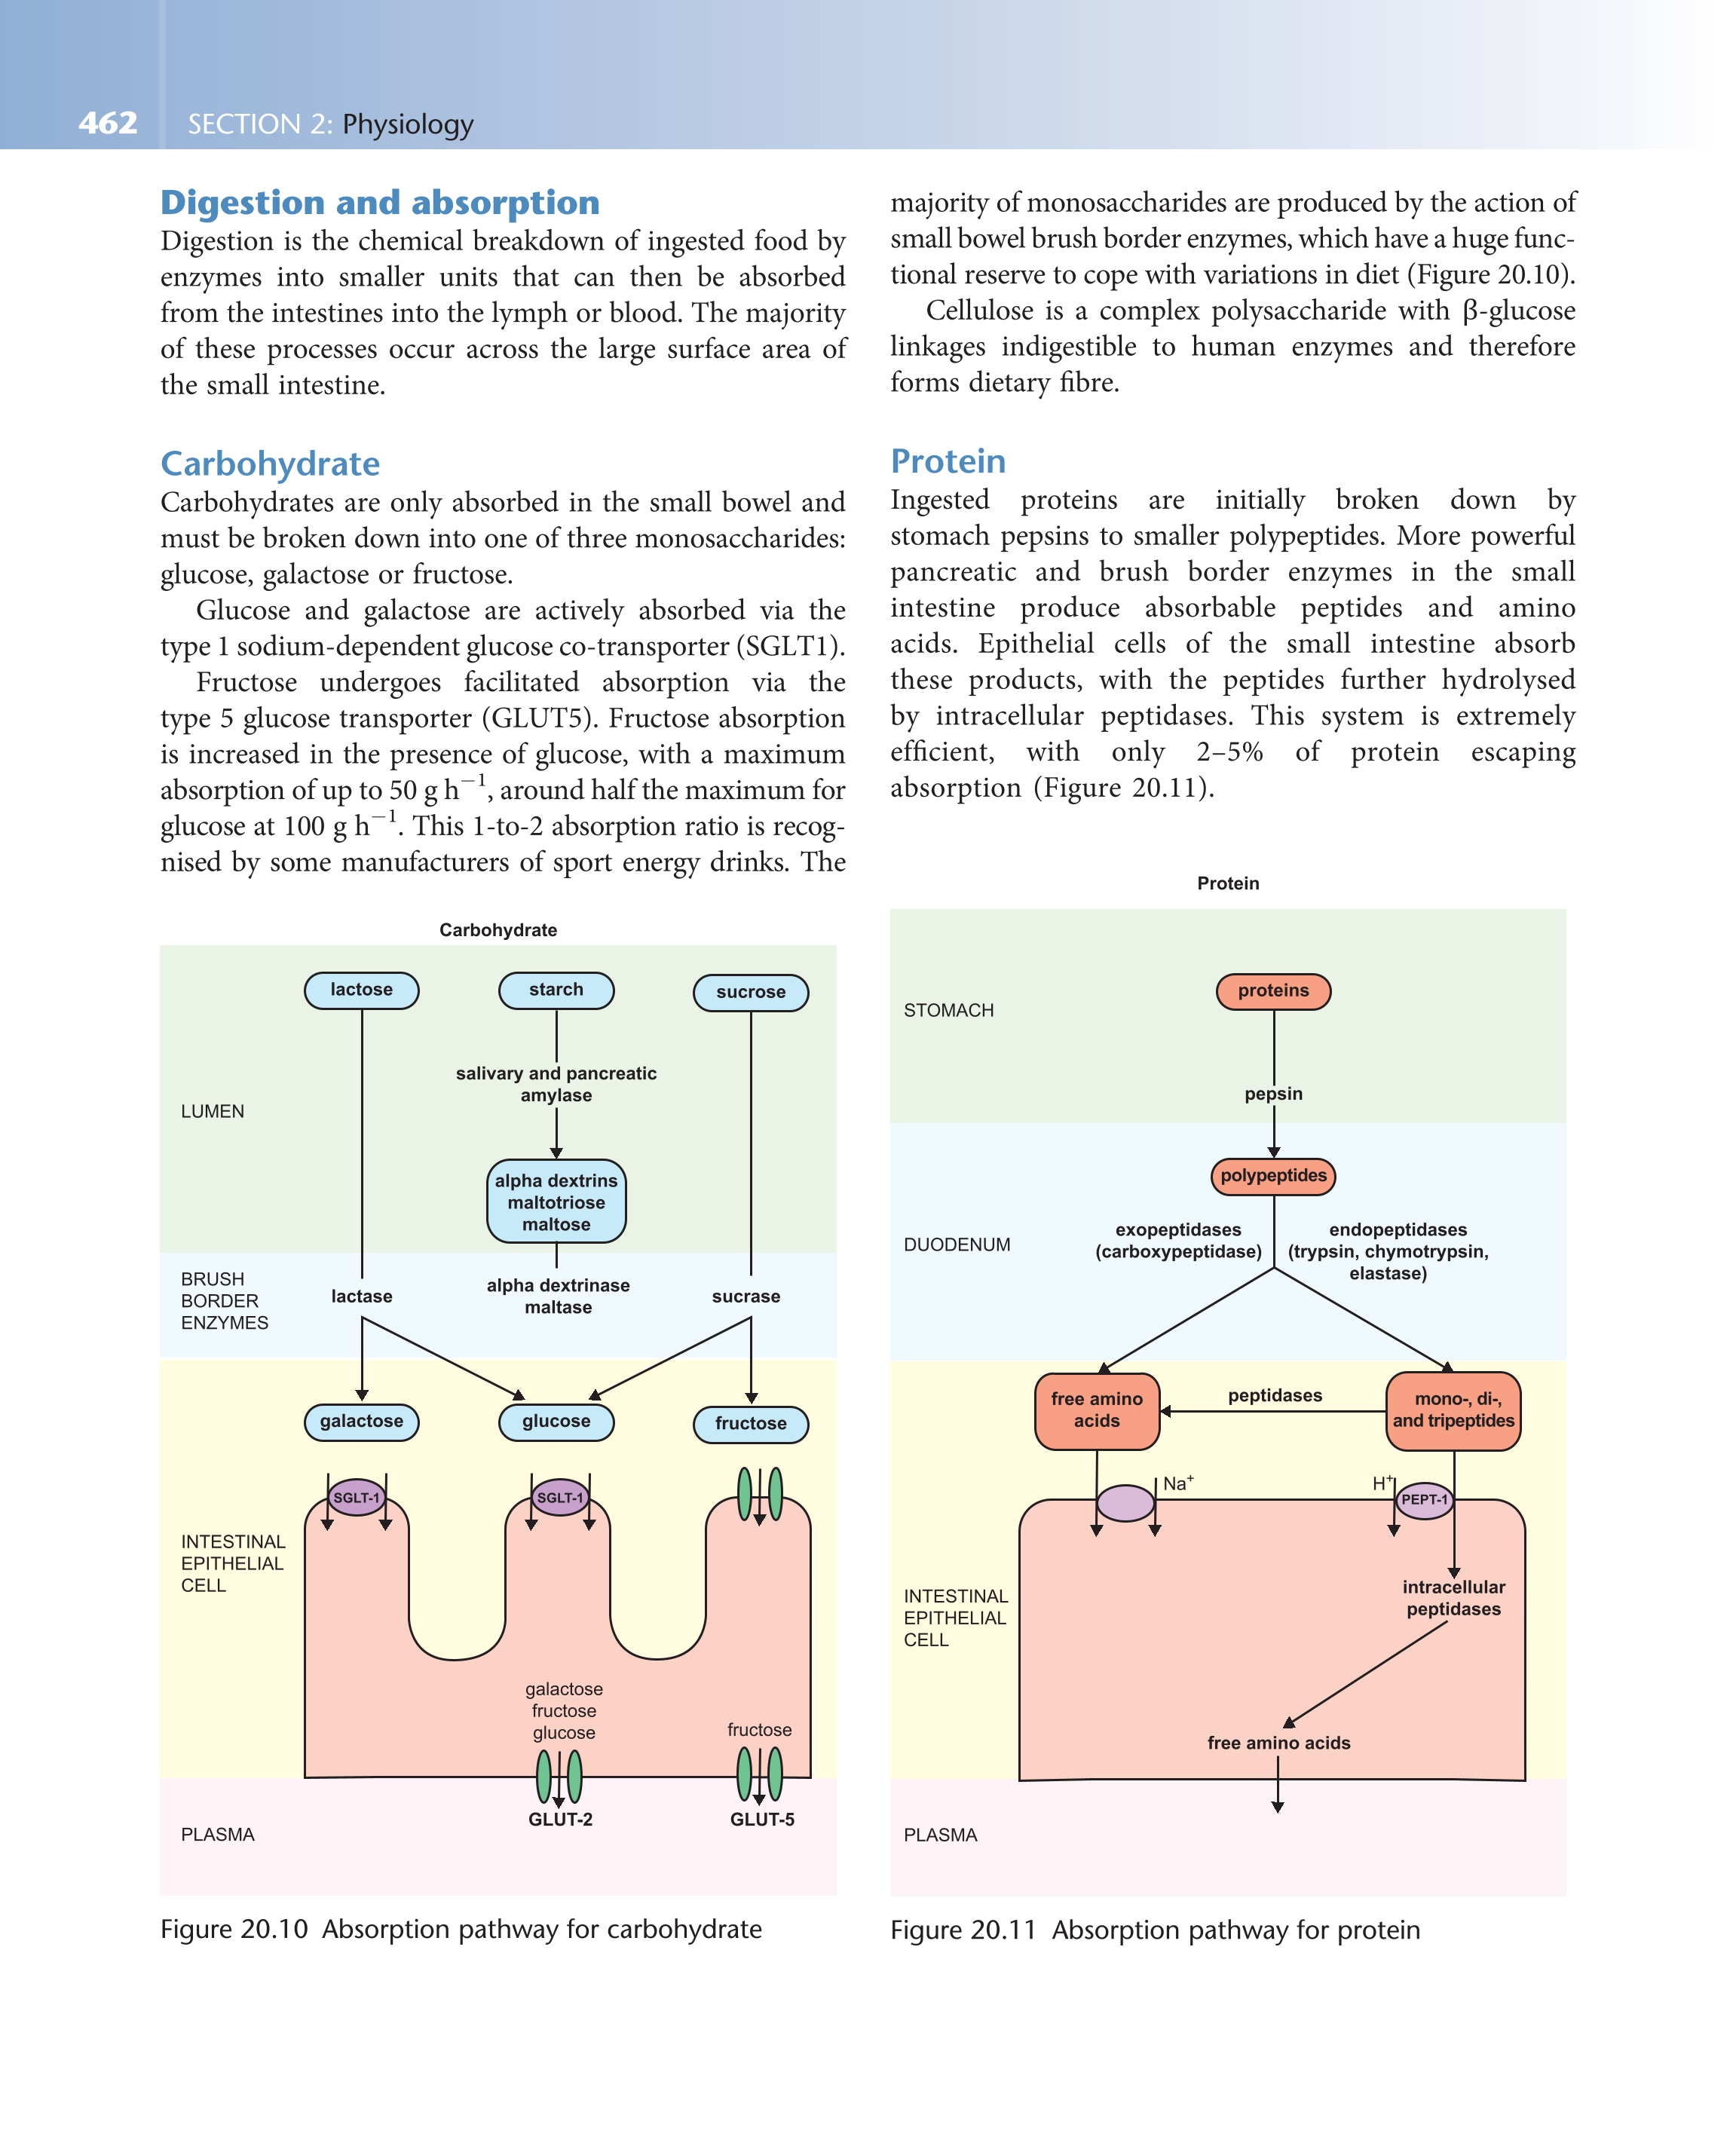 462 SECTION 2: Physiology
Digestion and absorption
Digestion is the chemical breakdown of ingested food by
enzymes into smaller units that can then be absorbed
from the intestines into the lymph or blood. The majority
of these processes occur across the large surface area of
the small intestine.
Carbohydrate
Carbohydrates are only absorbed in the small bowel and
must be broken down into one of three monosaccharides:
glucose, galactose or fructose.
Glucose and galactose are actively absorbed via the
type 1 sodium-dependent glucose co-transporter (SGLT1).
Fructose undergoes facilitated absorption via the
type 5 glucose transporter (GLUT5). Fructose absorption
is increased in the presence of glucose, with a maximum
absorption of up to 50 g h⁻¹, around half the maximum for
glucose at 100 g h⁻¹. This 1-to-2 absorption ratio is recog-
nised by some manufacturers of sport energy drinks. The
majority of monosaccharides are produced by the action of
small bowel brush border enzymes, which have a huge func-
tional reserve to cope with variations in diet (Figure 20.10).
Cellulose is a complex polysaccharide with β-glucose
linkages indigestible to human enzymes and therefore
forms dietary fibre.
Protein
Ingested proteins are initially broken down by
stomach pepsins to smaller polypeptides. More powerful
pancreatic and brush border enzymes in the small
intestine produce absorbable peptides and amino
acids. Epithelial cells of the small intestine absorb
these products, with the peptides further hydrolysed
by intracellular peptidases. This system is extremely
efficient, with only 2–5% of protein escaping
absorption (Figure 20.11).
Carbohydrate
lactose
starch
sucrose
salivary and pancreatic
amylase
LUMEN
alpha dextrins
maltotriose
maltose
BRUSH
BORDER
ENZYMES
lactase
alpha dextrinase
maltase
sucrase
galactose
glucose
fructose
SGLT-1
SGLT-1
INTESTINAL
EPITHELIAL
CELL
galactose
fructose
glucose
fructose
GLUT-2
GLUT-5
PLASMA
Figure 20.10 Absorption pathway for carbohydrate
Protein
STOMACH
proteins
pepsin
polypeptides
DUODENUM
exopeptidases
(carboxypeptidase)
endopeptidases
(trypsin, chymotrypsin,
elastase)
free amino
acids
peptidases
mono-, di-,
and tripeptides
Na⁺
H⁺
PEPT-1
intracellular
peptidases
INTESTINAL
EPITHELIAL
CELL
free amino acids
PLASMA
Figure 20.11 Absorption pathway for protein